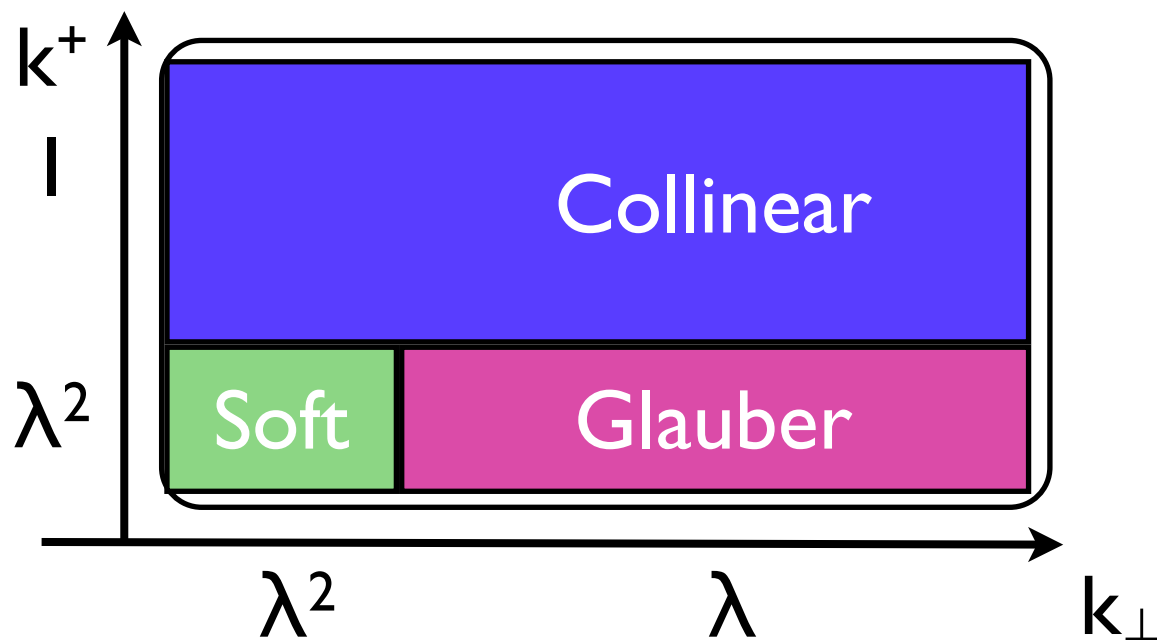 k⁺
1
Collinear
λ²
Soft
Glauber
λ²
λ
k⊥